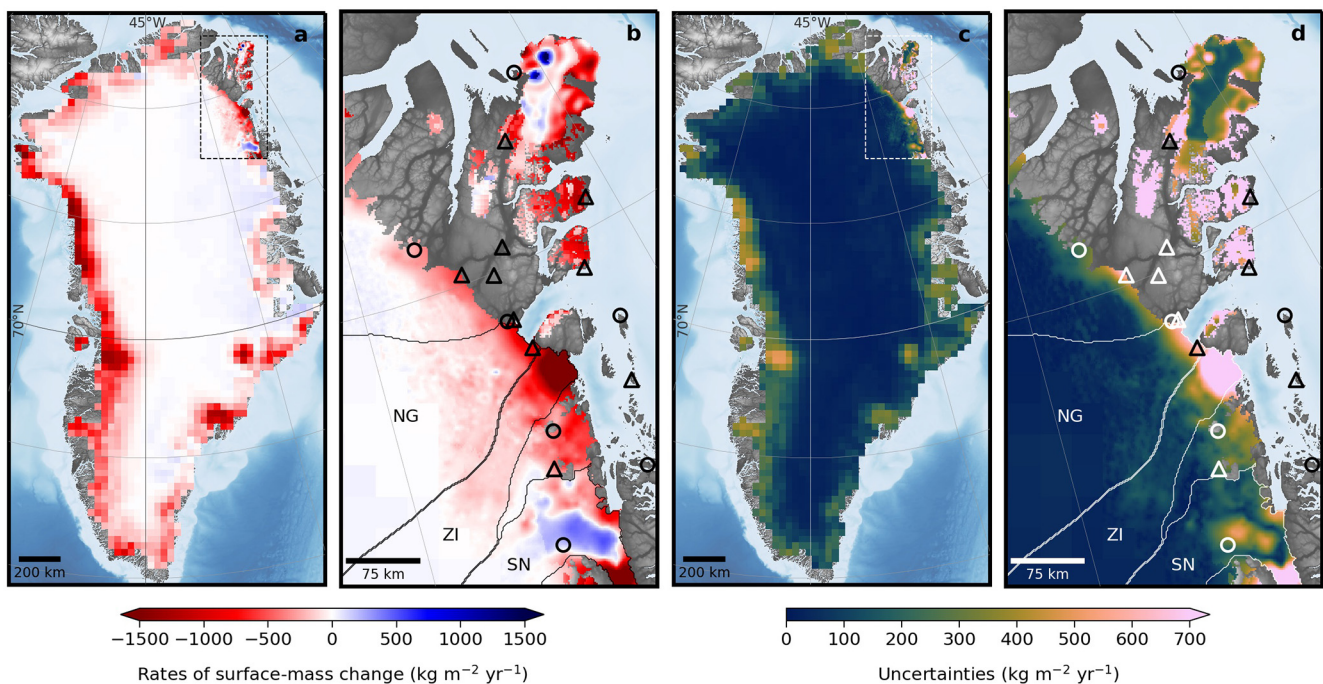 45°W
a
70°N
200 km
b
NG
ZI
SN
75 km
45°W
c
70°N
200 km
d
NG
ZI
SN
75 km
−1500 −1000 −500 0 500 1000 1500
Rates of surface-mass change (kg m⁻² yr⁻¹)
0 100 200 300 400 500 600 700
Uncertainties (kg m⁻² yr⁻¹)